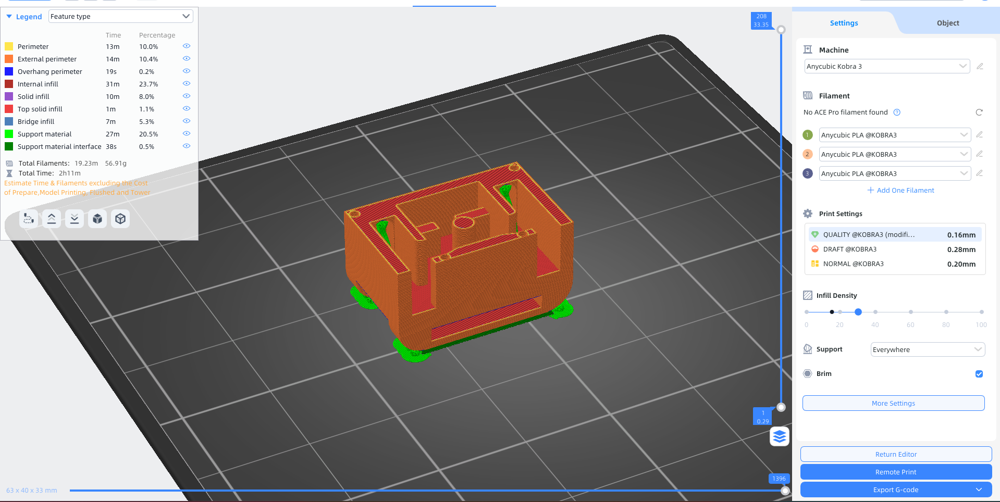 Legend
Feature type
Time Percentage
Perimeter 13m 10.0%
External perimeter 14m 10.4%
Overhang perimeter 19s 0.2%
Internal infill 31m 23.7%
Solid infill 10m 8.0%
Top solid infill 1m 1.1%
Bridge infill 7m 5.3%
Support material 27m 20.5%
Support material interface 38s 0.5%
Total Filaments: 19.23m 56.91g
Total Time: 2h11m
Estimate Time & Filaments excluding the Cost
of Prepare,Model Printing, Flushed and Tower
208
33.35
1
0.29
1396
63 x 40 x 33 mm
Settings
Object
Machine
Anycubic Kobra 3
Filament
No ACE Pro filament found ?
1 Anycubic PLA @KOBRA3
2 Anycubic PLA @KOBRA3
3 Anycubic PLA @KOBRA3
+ Add One Filament
Print Settings
QUALITY @KOBRA3 (modifi... 0.16mm
DRAFT @KOBRA3 0.28mm
NORMAL @KOBRA3 0.20mm
Infill Density
0 20 40 60 80 100
Support Everywhere
Brim
More Settings
Return Editor
Remote Print
Export G-code